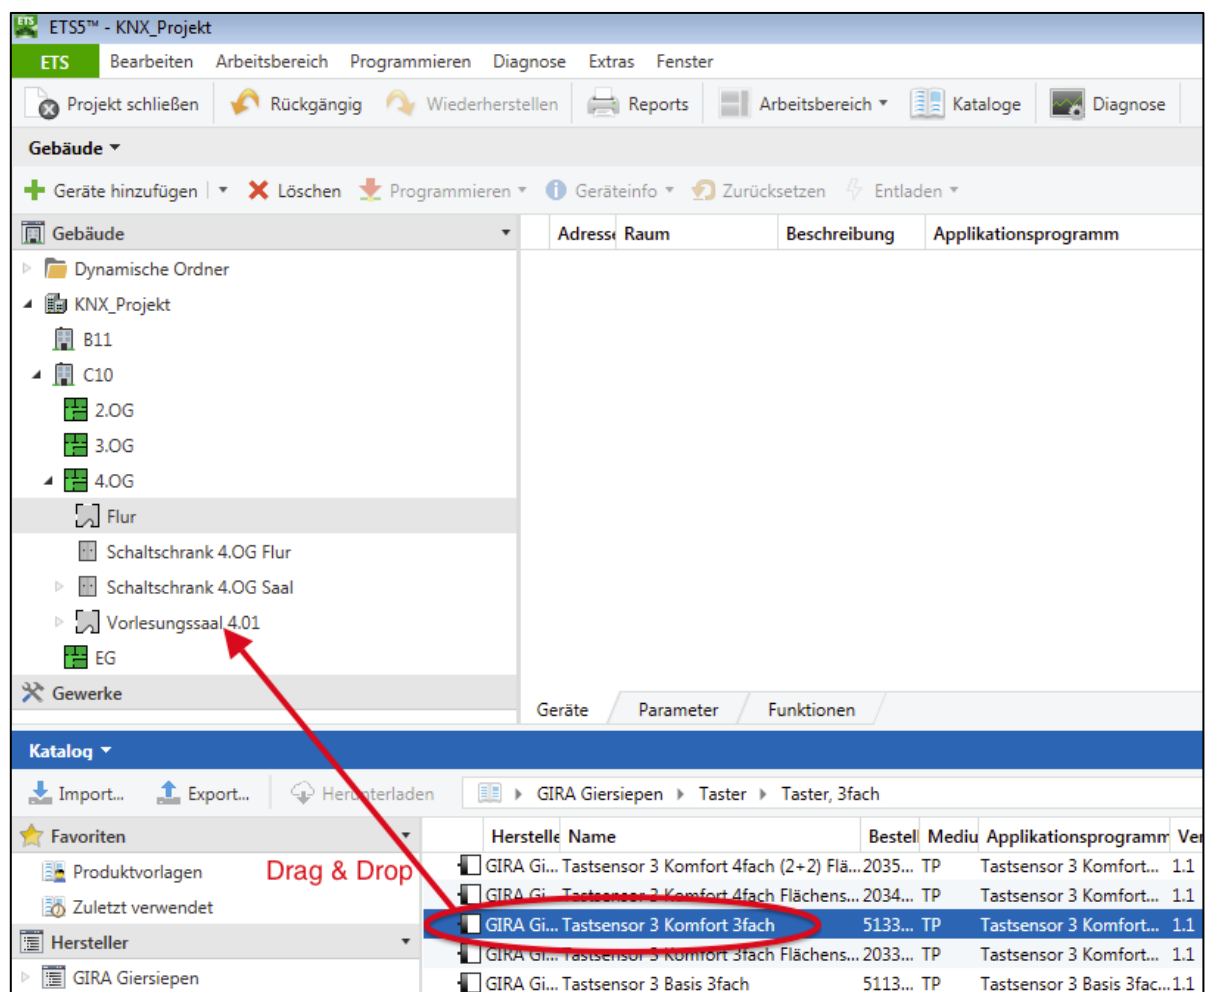 ETS5™ - KNX_Projekt
ETS Bearbeiten Arbeitsbereich Programmieren Diagnose Extras Fenster
Projekt schließen Rückgängig Wiederherstellen Reports Arbeitsbereich Kataloge Diagnose
Gebäude
Geräte hinzufügen Löschen Programmieren Geräteinfo Zurücksetzen Entladen
Gebäude Adresse Raum Beschreibung Applikationsprogramm
Dynamische Ordner
KNX_Projekt
B11
C10
2.OG
3.OG
4.OG
Flur
Schaltschrank 4.OG Flur
Schaltschrank 4.OG Saal
Vorlesungssaal 4.01
EG
Gewerke
Geräte Parameter Funktionen
Katalog
Import... Export... Herunterladen GIRA Giersiepen Taster Taster, 3fach
Favoriten Herstelle Name Bestell Mediu Applikationsprogramm Ver
Produktvorlagen Drag & Drop GIRA Gi... Tastsensor 3 Komfort 4fach (2+2) Flä... 2035... TP Tastsensor 3 Komfort... 1.1
GIRA Gi... Tastsensor 3 Komfort 4fach Flächens... 2034... TP Tastsensor 3 Komfort... 1.1
Zuletzt verwendet
GIRA Gi... Tastsensor 3 Komfort 3fach 5133... TP Tastsensor 3 Komfort... 1.1
Hersteller
GIRA Gi... Tastsensor 3 Komfort 3fach Flächens... 2033... TP Tastsensor 3 Komfort... 1.1
GIRA Giersiepen GIRA Gi... Tastsensor 3 Basis 3fach 5113... TP Tastsensor 3 Basis 3fac... 1.1